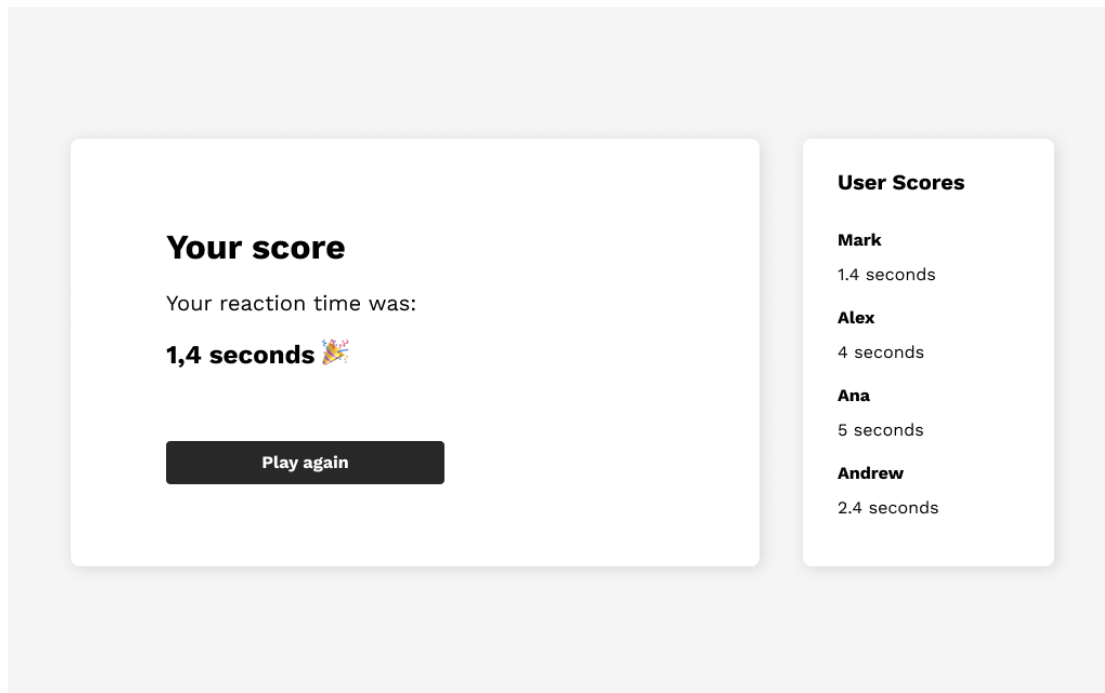 Your score
Your reaction time was:
1,4 seconds 🎉
Play again
User Scores
Mark
1.4 seconds
Alex
4 seconds
Ana
5 seconds
Andrew
2.4 seconds